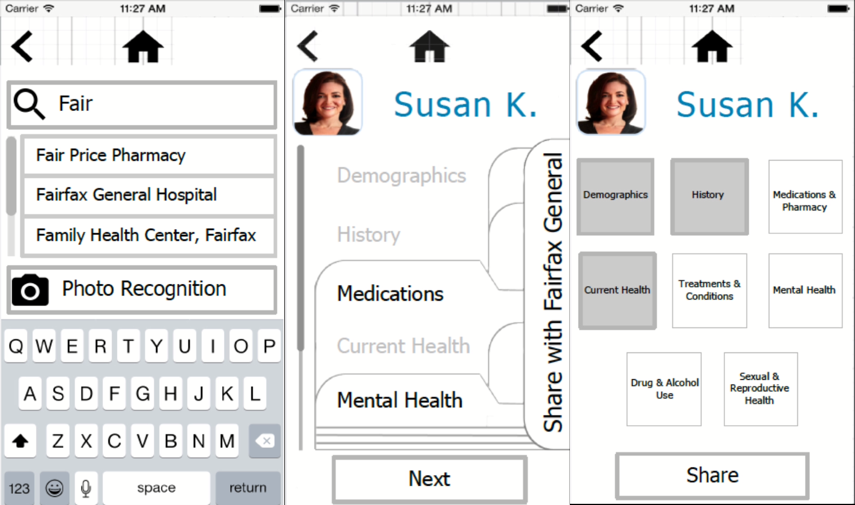 Carrier 11:27 AM
Fair
Fair Price Pharmacy
Fairfax General Hospital
Family Health Center, Fairfax
Photo Recognition
Q W E R T Y U I O P
A S D F G H J K L
Z X C V B N M
123 space return
Carrier 11:27 AM
Susan K.
Demographics
History
Medications
Current Health
Mental Health
Share with Fairfax General
Next
Carrier 11:27 AM
Susan K.
Demographics
History
Medications &
Pharmacy
Current Health
Treatments &
Conditions
Mental Health
Drug & Alcohol
Use
Sexual &
Reproductive
Health
Share